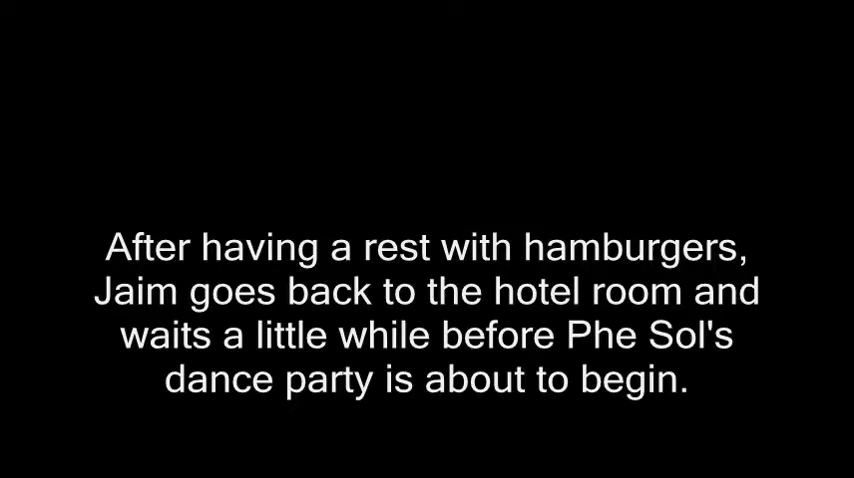 After having a rest with hamburgers,
Jaim goes back to the hotel room and
waits a little while before Phe Sol's
dance party is about to begin.